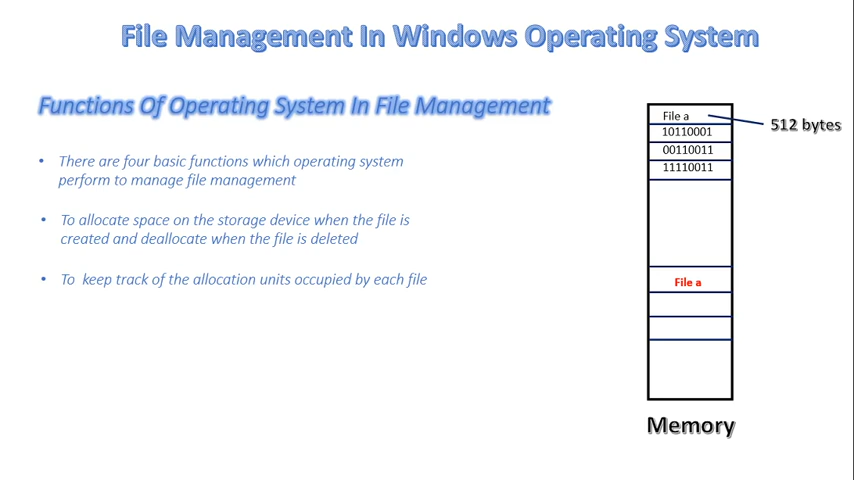 File Management In Windows Operating System
Functions Of Operating System In File Management
• There are four basic functions which operating system
perform to manage file management
• To allocate space on the storage device when the file is
created and deallocate when the file is deleted
• To keep track of the allocation units occupied by each file
File a
512 bytes
10110001
00110011
11110011
File a
Memory